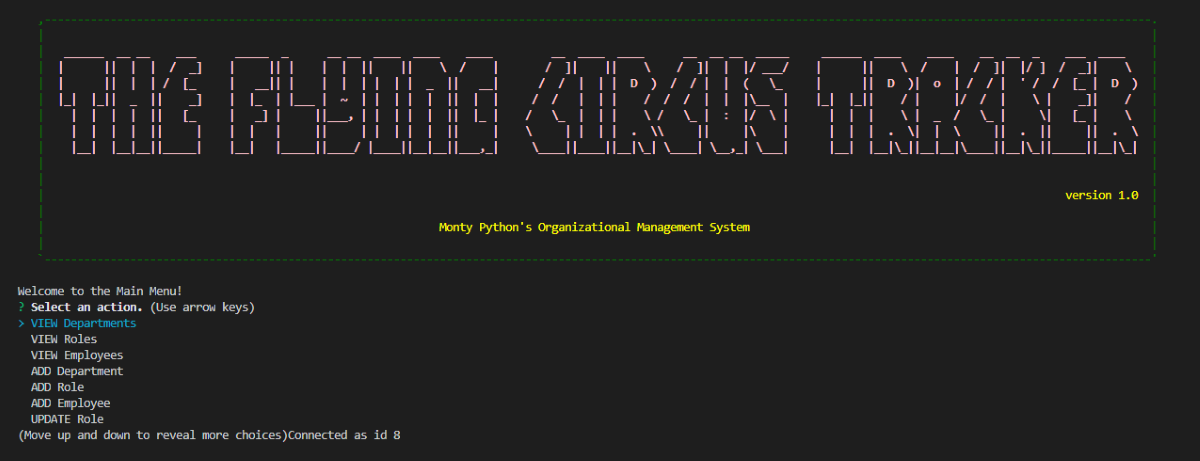 THE FLYING CIRCUS TRACKER
version 1.0
Monty Python's Organizational Management System
Welcome to the Main Menu!
? Select an action. (Use arrow keys)
> VIEW Departments
VIEW Roles
VIEW Employees
ADD Department
ADD Role
ADD Employee
UPDATE Role
(Move up and down to reveal more choices)Connected as id 8